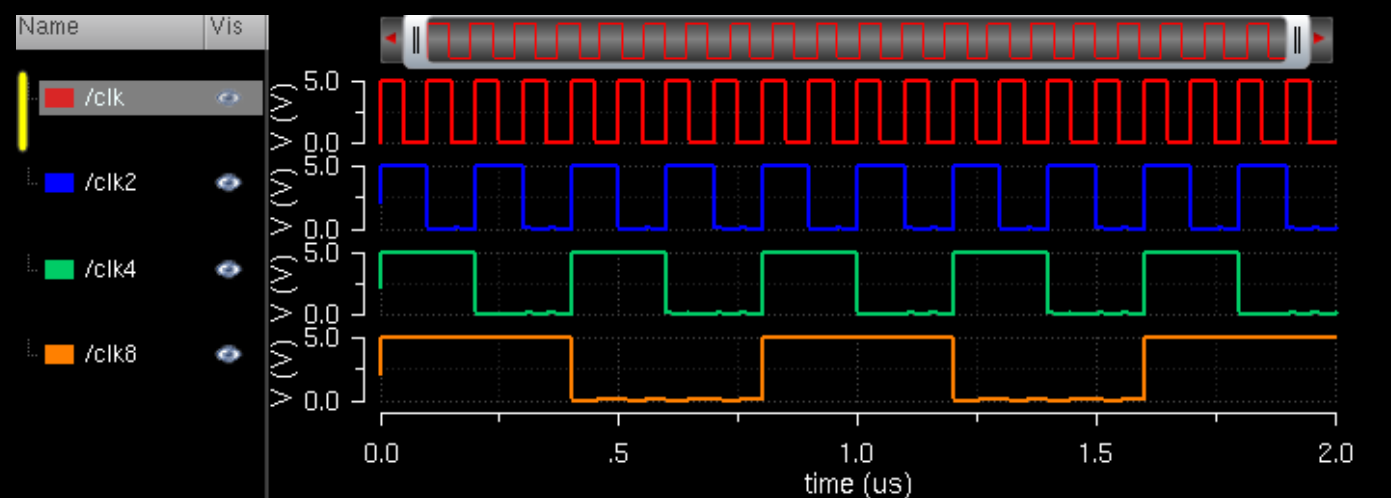 Name Vis
/clk
/clk2
/clk4
/clk8
V (V) 5.0 0.0
V (V) 5.0 0.0
V (V) 5.0 0.0
V (V) 5.0 0.0
0.0 .5 1.0 1.5 2.0
time (us)